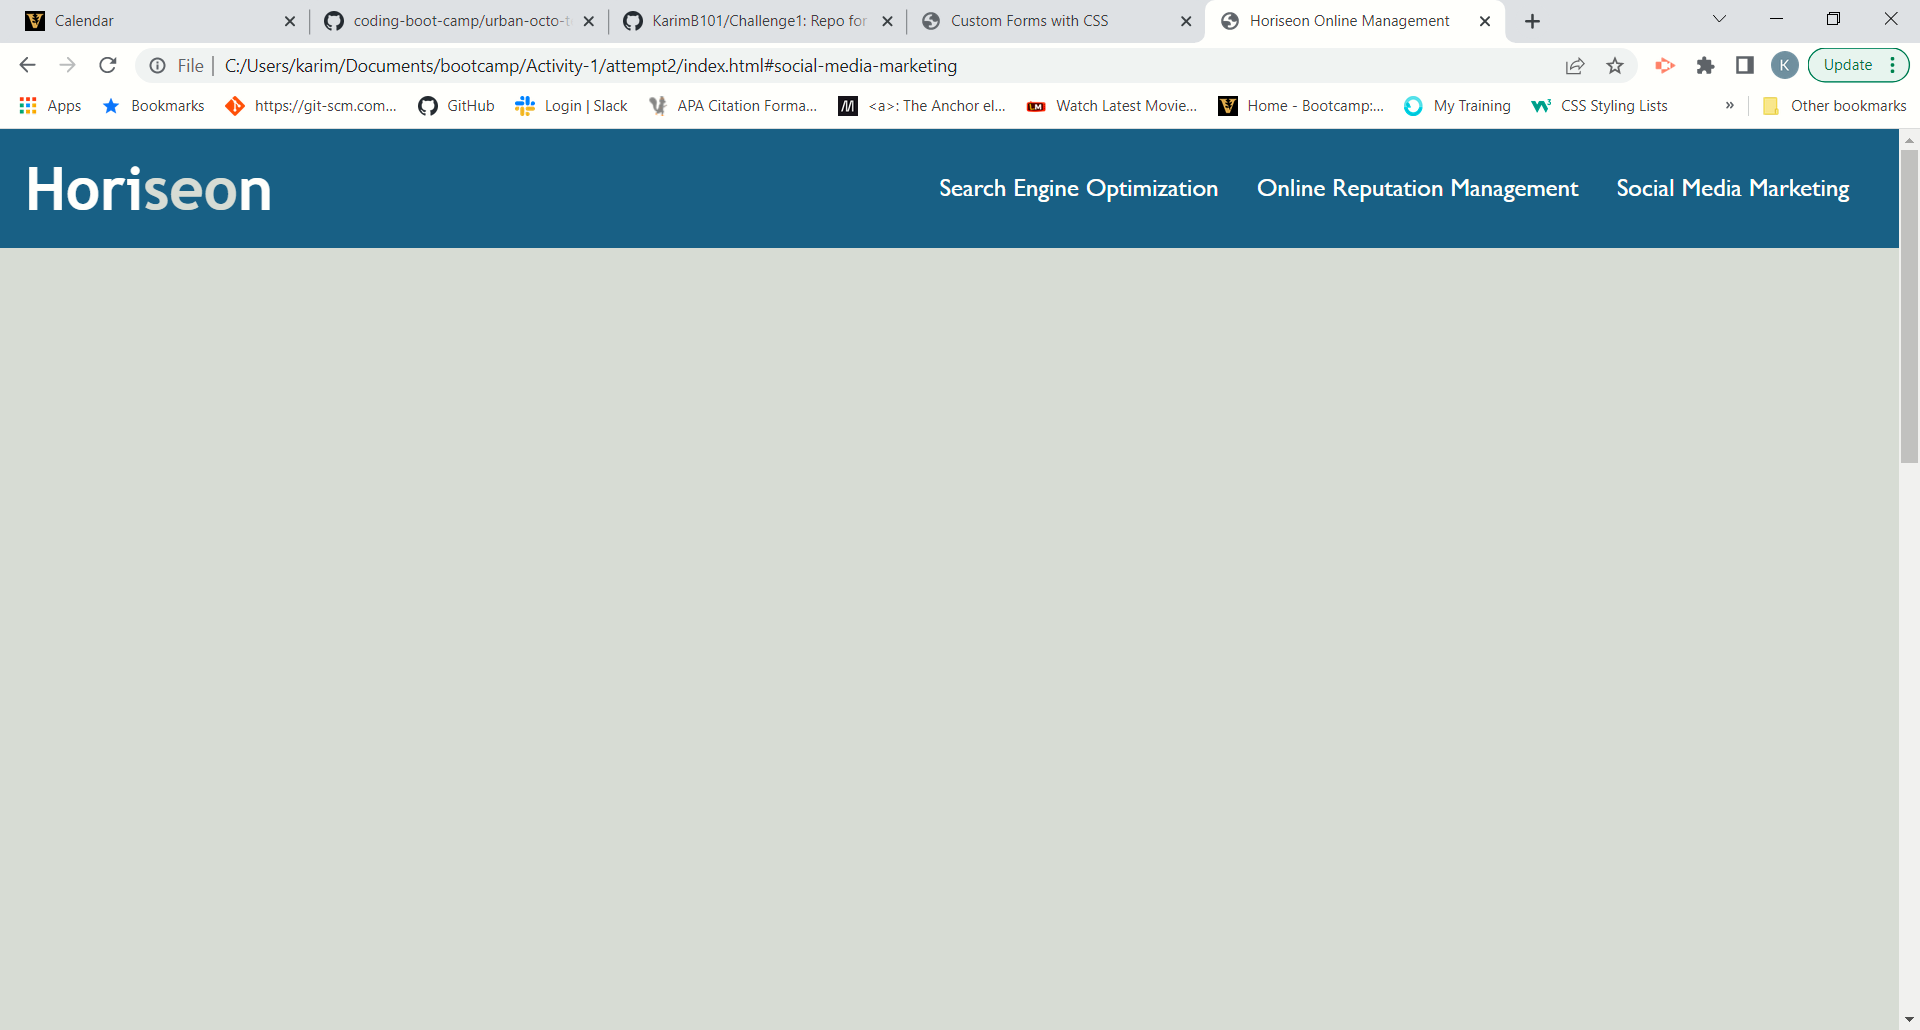 Calendar
coding-boot-camp/urban-octo-t
KarimB101/Challenge1: Repo for
Custom Forms with CSS
Horiseon Online Management
File
C:/Users/karim/Documents/bootcamp/Activity-1/attempt2/index.html#social-media-marketing
K
Update
Apps
Bookmarks
https://git-scm.com...
GitHub
Login | Slack
APA Citation Forma...
<a>: The Anchor el...
Watch Latest Movie...
Home - Bootcamp:...
My Training
CSS Styling Lists
»
Other bookmarks
Horiseon
Search Engine Optimization
Online Reputation Management
Social Media Marketing